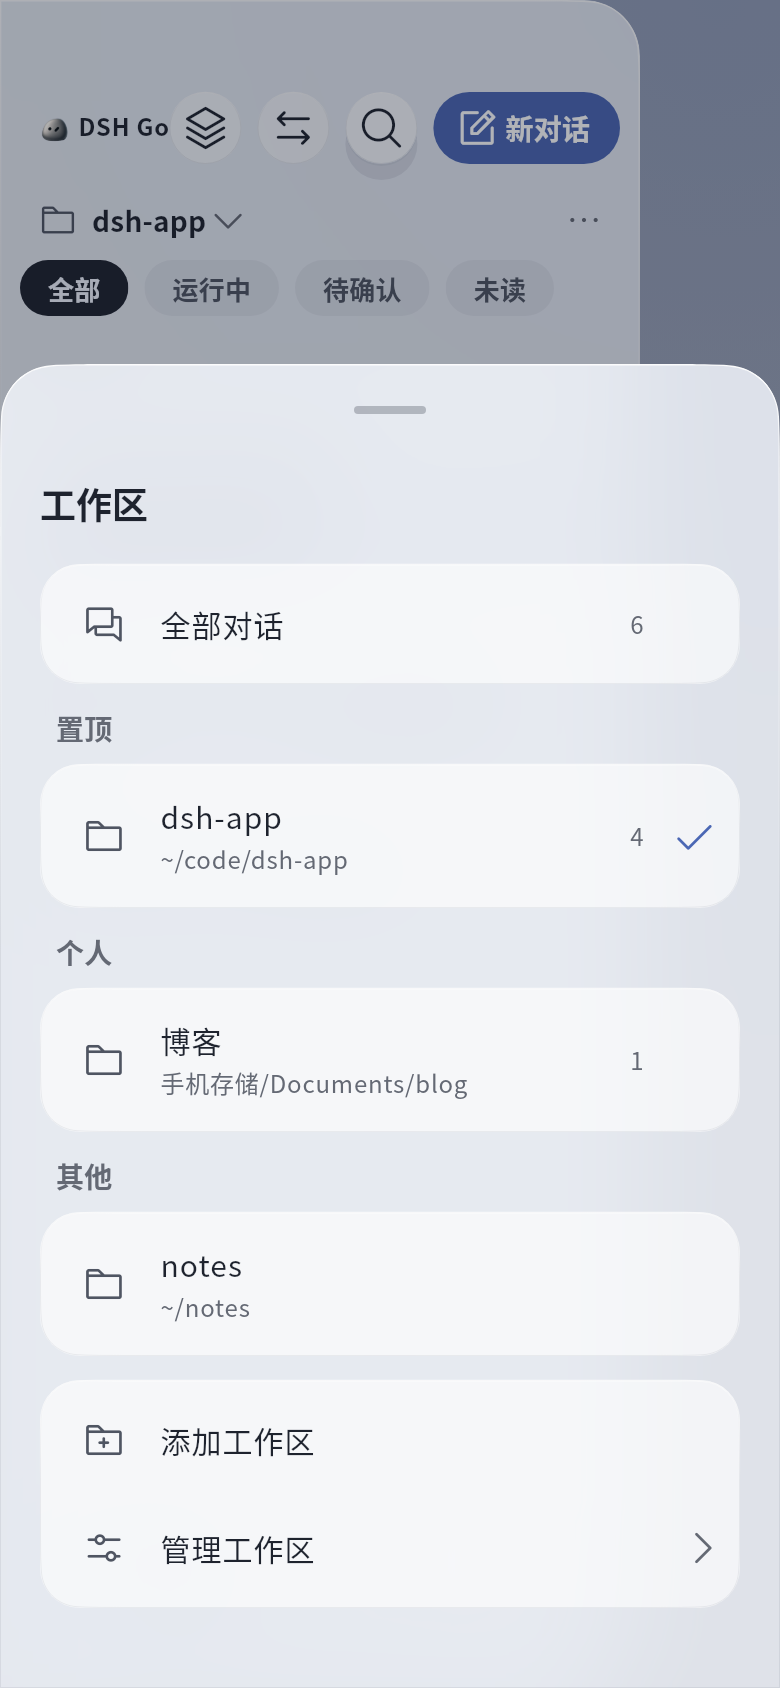 DSH Go
新对话
dsh-app
全部
运行中
待确认
未读
工作区
全部对话
6
置顶
dsh-app
~/code/dsh-app
4
个人
博客
手机存储/Documents/blog
1
其他
notes
~/notes
添加工作区
管理工作区